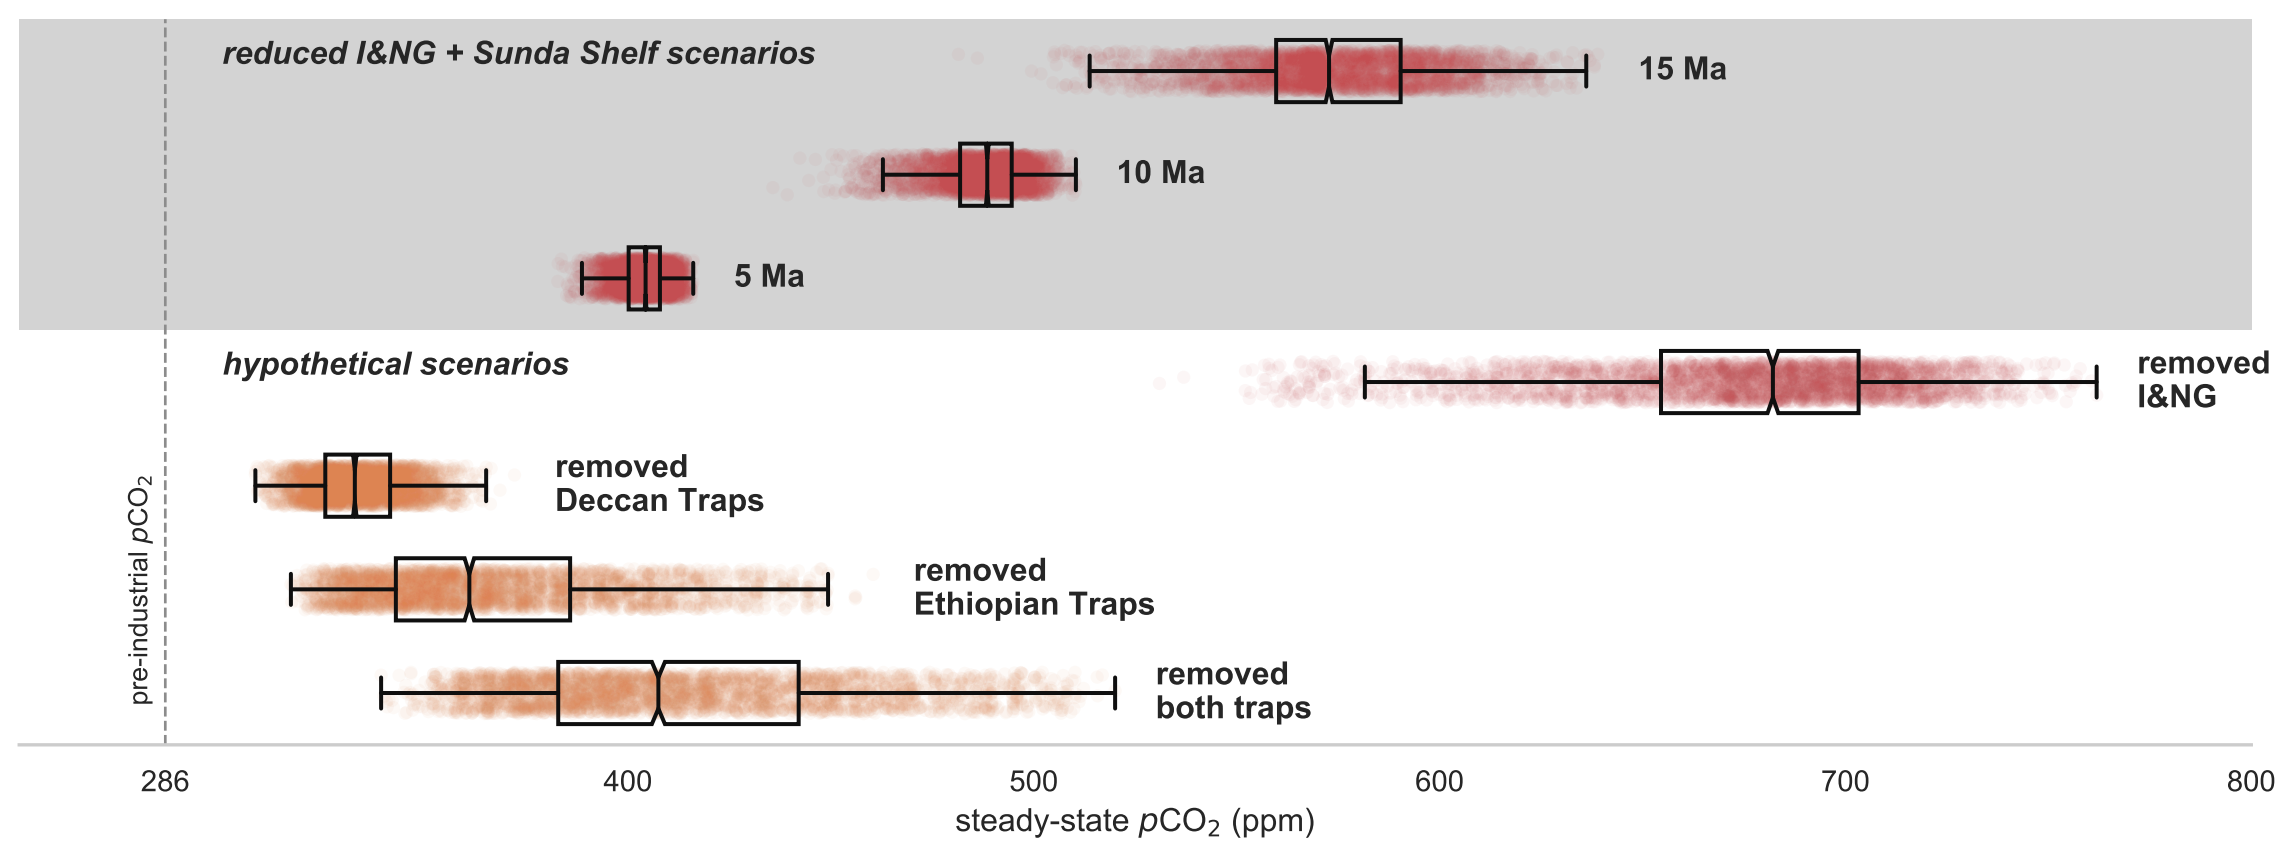 reduced I&NG + Sunda Shelf scenarios
15 Ma
10 Ma
5 Ma
hypothetical scenarios
removed
I&NG
removed
Deccan Traps
removed
Ethiopian Traps
removed
both traps
pre-industrial pCO₂
286 400 500 600 700 800
steady-state pCO₂ (ppm)